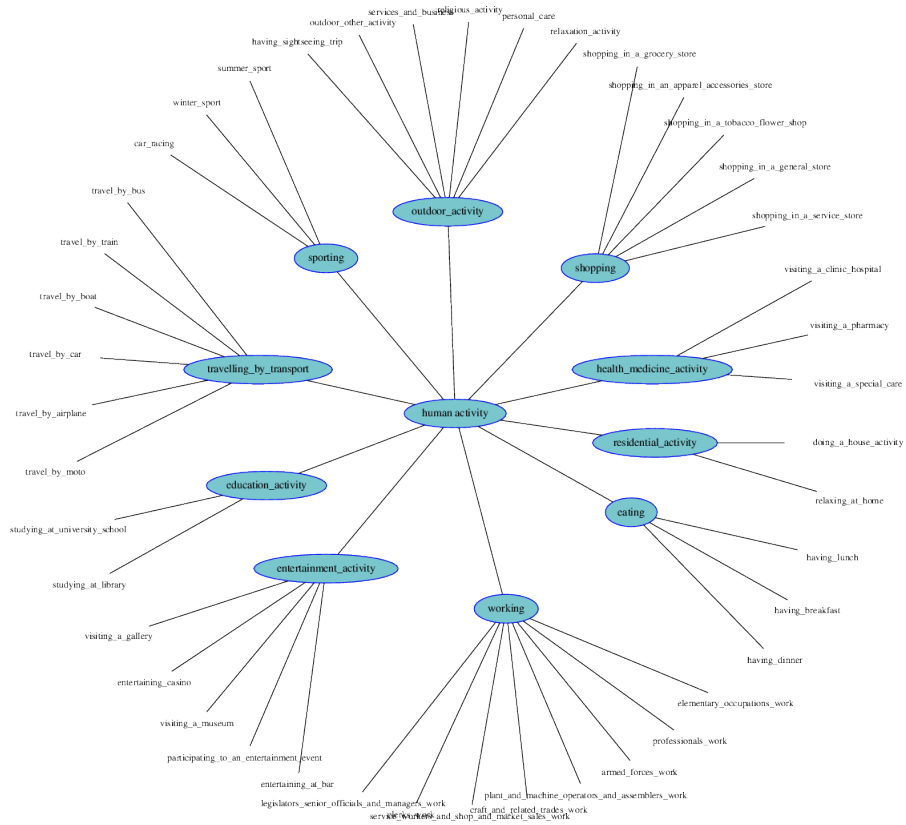 religious_activity
services_and_business
personal_care
outdoor_other_activity
relaxation_activity
having_sightseeing_trip
shopping_in_a_grocery_store
summer_sport
shopping_in_an_apparel_accessories_store
winter_sport
shopping_in_a_tobacco_flower_shop
car_racing
shopping_in_a_general_store
travel_by_bus
outdoor_activity
shopping_in_a_service_store
travel_by_train
sporting
shopping
visiting_a_clinic_hospital
travel_by_boat
visiting_a_pharmacy
travel_by_car
travelling_by_transport
health_medicine_activity
visiting_a_special_care
travel_by_airplane
human activity
residential_activity
doing_a_house_activity
travel_by_moto
education_activity
relaxing_at_home
eating
studying_at_university_school
having_lunch
entertainment_activity
studying_at_library
working
having_breakfast
visiting_a_gallery
having_dinner
entertaining_casino
elementary_occupations_work
visiting_a_museum
professionals_work
participating_to_an_entertainment_event
armed_forces_work
entertaining_at_bar
plant_and_machine_operators_and_assemblers_work
legislators_senior_officials_and_managers_work
craft_and_related_trades_work
service_workers_and_shop_and_market_sales_work